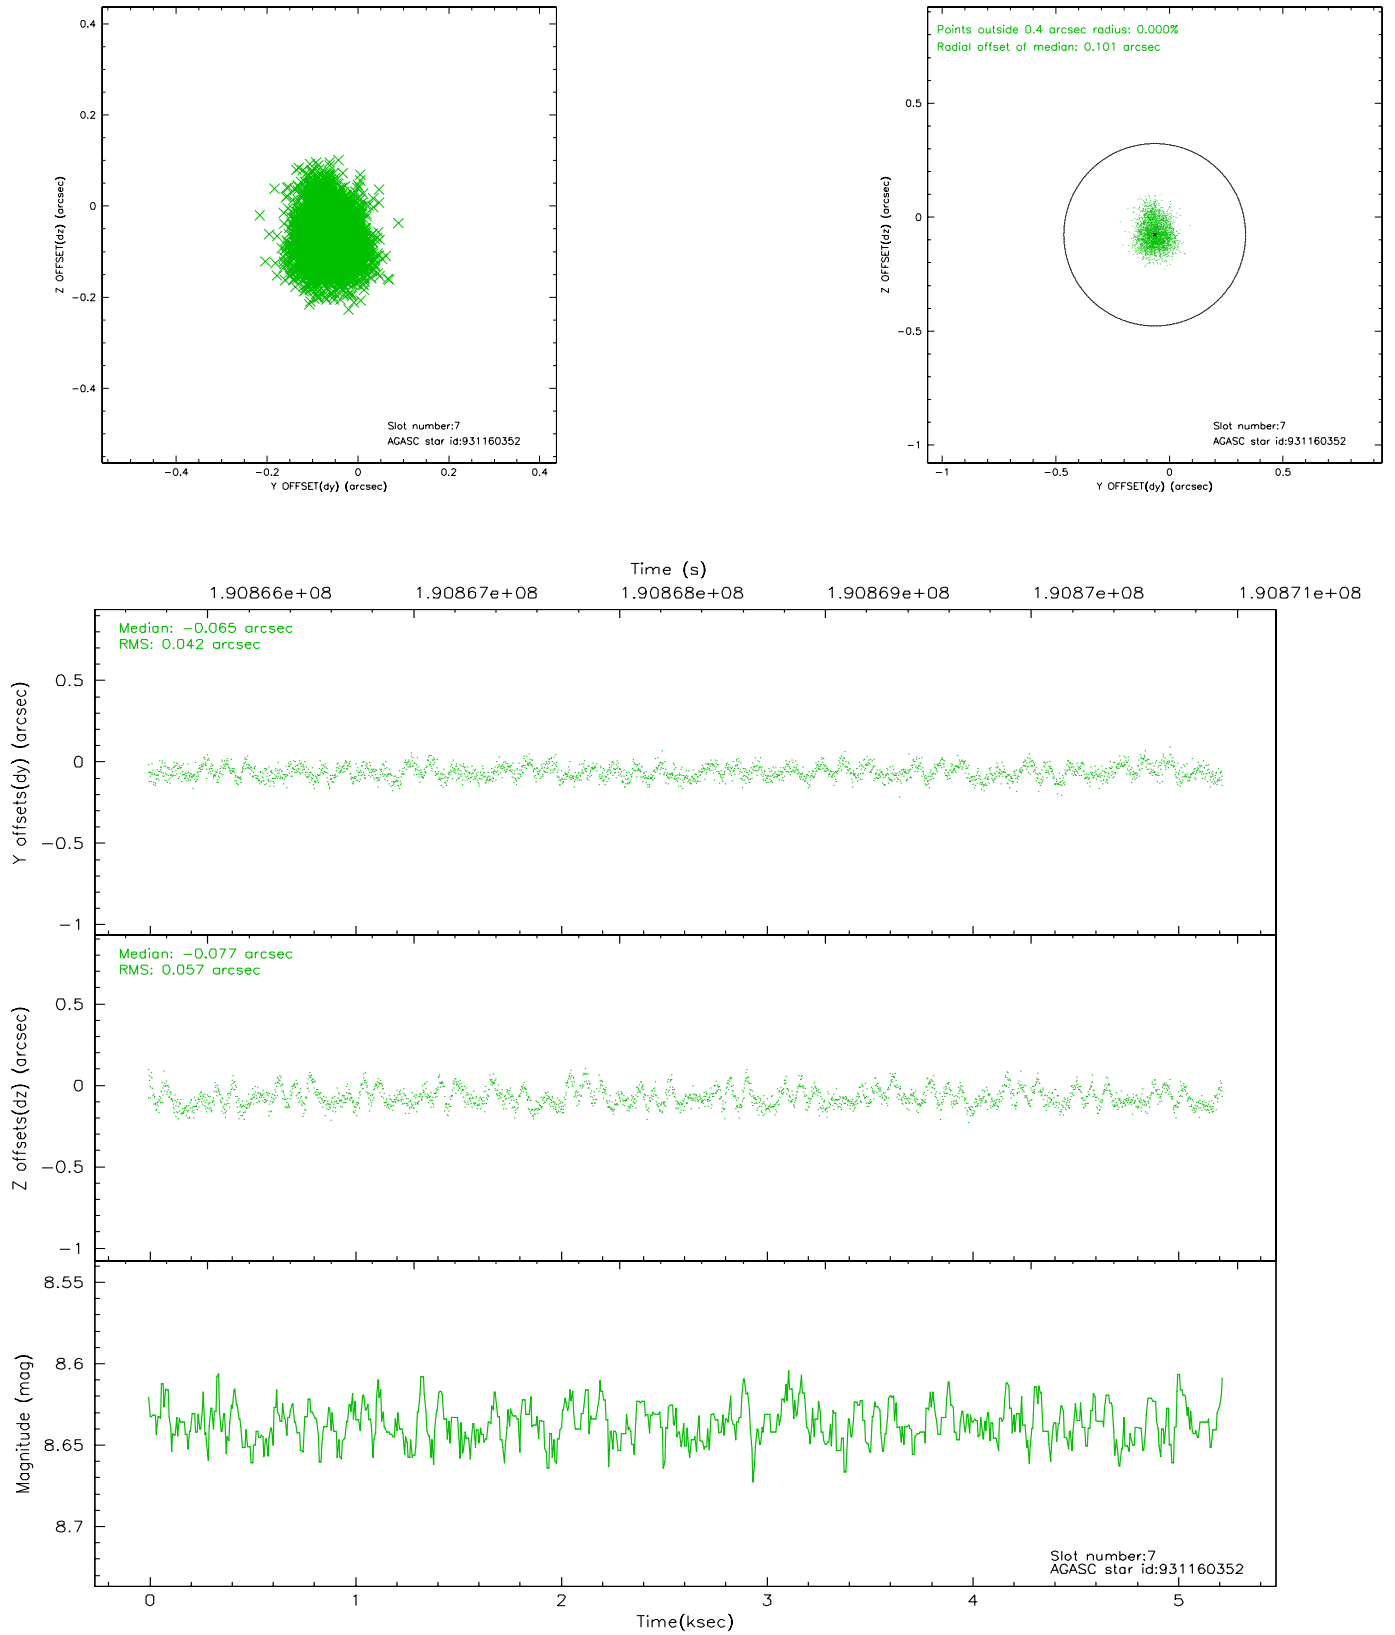 0.4
0.2
0
−0.2
−0.4
Z OFFSET(dz) (arcsec)
Slot number:7
AGASC star id:931160352
−0.4 −0.2 0 0.2 0.4
Y OFFSET(dy) (arcsec)
Points outside 0.4 arcsec radius: 0.000%
Radial offset of median: 0.101 arcsec
0.5
0
−0.5
−1
Z OFFSET(dz) (arcsec)
Slot number:7
AGASC star id:931160352
−1 −0.5 0 0.5
Y OFFSET(dy) (arcsec)
Time (s)
1.90866e+08 1.90867e+08 1.90868e+08 1.90869e+08 1.9087e+08 1.90871e+08
Median: −0.065 arcsec
RMS: 0.042 arcsec
0.5
0
−0.5
−1
Y offsets(dy) (arcsec)
Median: −0.077 arcsec
RMS: 0.057 arcsec
0.5
0
−0.5
−1
Z offsets(dz) (arcsec)
8.55
8.6
8.65
8.7
Magnitude (mag)
Slot number:7
AGASC star id:931160352
0 1 2 3 4 5
Time(ksec)